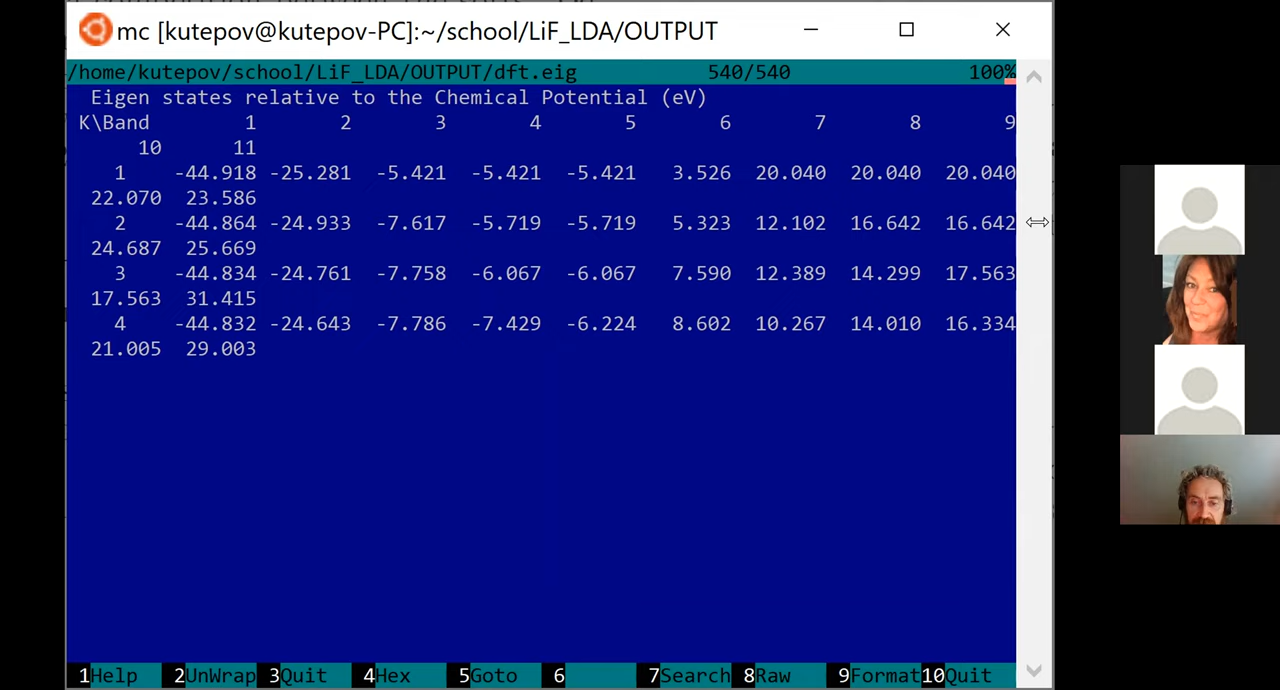 mc [kutepov@kutepov-PC]:~/school/LiF_LDA/OUTPUT
/home/kutepov/school/LiF_LDA/OUTPUT/dft.eig 540/540 100%
Eigen states relative to the Chemical Potential (eV)
K\Band 1 2 3 4 5 6 7 8 9
10 11
1 -44.918 -25.281 -5.421 -5.421 -5.421 3.526 20.040 20.040 20.040
22.070 23.586
2 -44.864 -24.933 -7.617 -5.719 -5.719 5.323 12.102 16.642 16.642
24.687 25.669
3 -44.834 -24.761 -7.758 -6.067 -6.067 7.590 12.389 14.299 17.563
17.563 31.415
4 -44.832 -24.643 -7.786 -7.429 -6.224 8.602 10.267 14.010 16.334
21.005 29.003
1Help 2UnWrap 3Quit 4Hex 5Goto 6 7Search 8Raw 9Format 10Quit